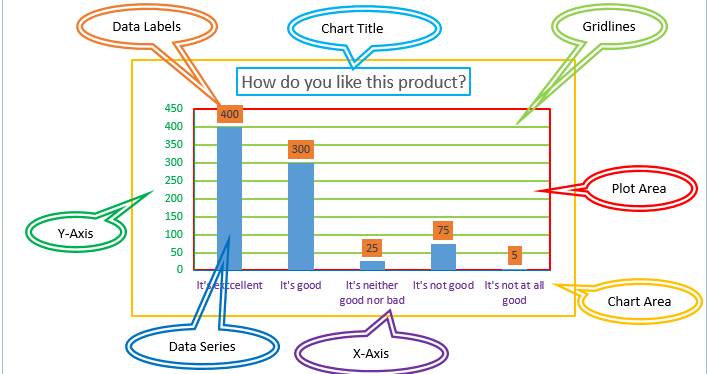 Data Labels
Chart Title
Gridlines
How do you like this product?
450
400
350
300
250
200
150
100
50
0
400
300
25
75
5
Plot Area
Y-Axis
It's exccellent
It's good
It's neither
good nor bad
It's not good
It's not at all
good
Chart Area
Data Series
X-Axis